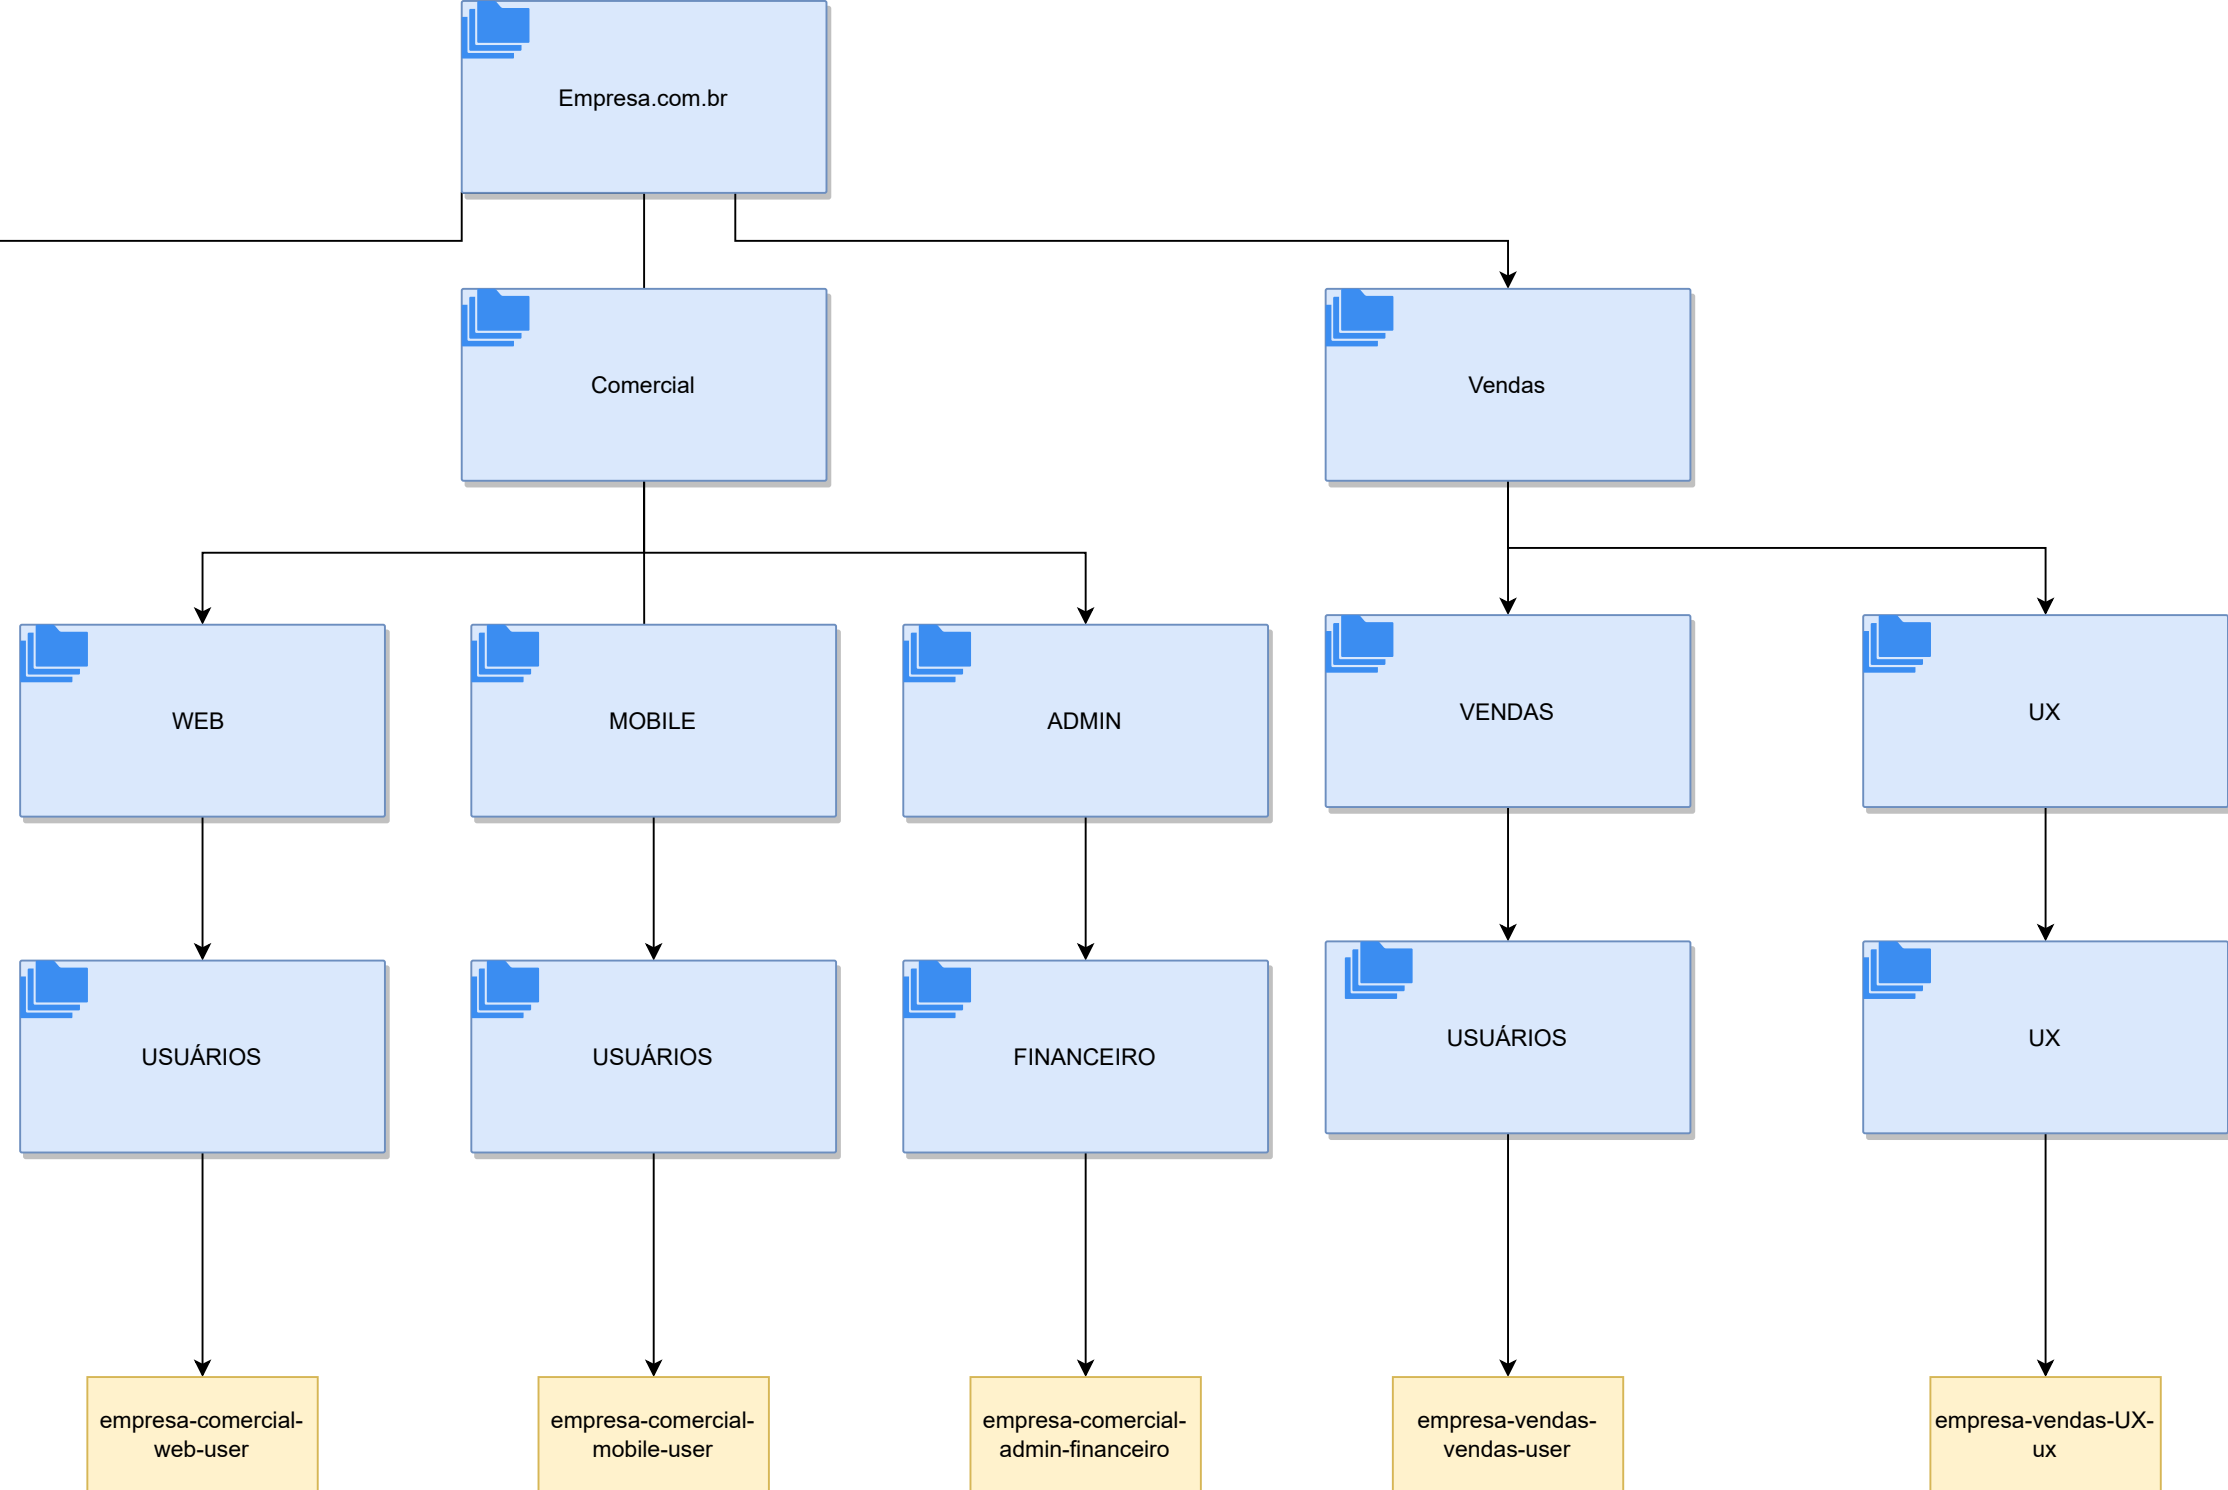 Empresa.com.br
Comercial
Vendas
WEB
MOBILE
ADMIN
VENDAS
UX
USUÁRIOS
USUÁRIOS
FINANCEIRO
USUÁRIOS
UX
empresa-comercial-
web-user
empresa-comercial-
mobile-user
empresa-comercial-
admin-financeiro
empresa-vendas-
vendas-user
empresa-vendas-UX-
ux